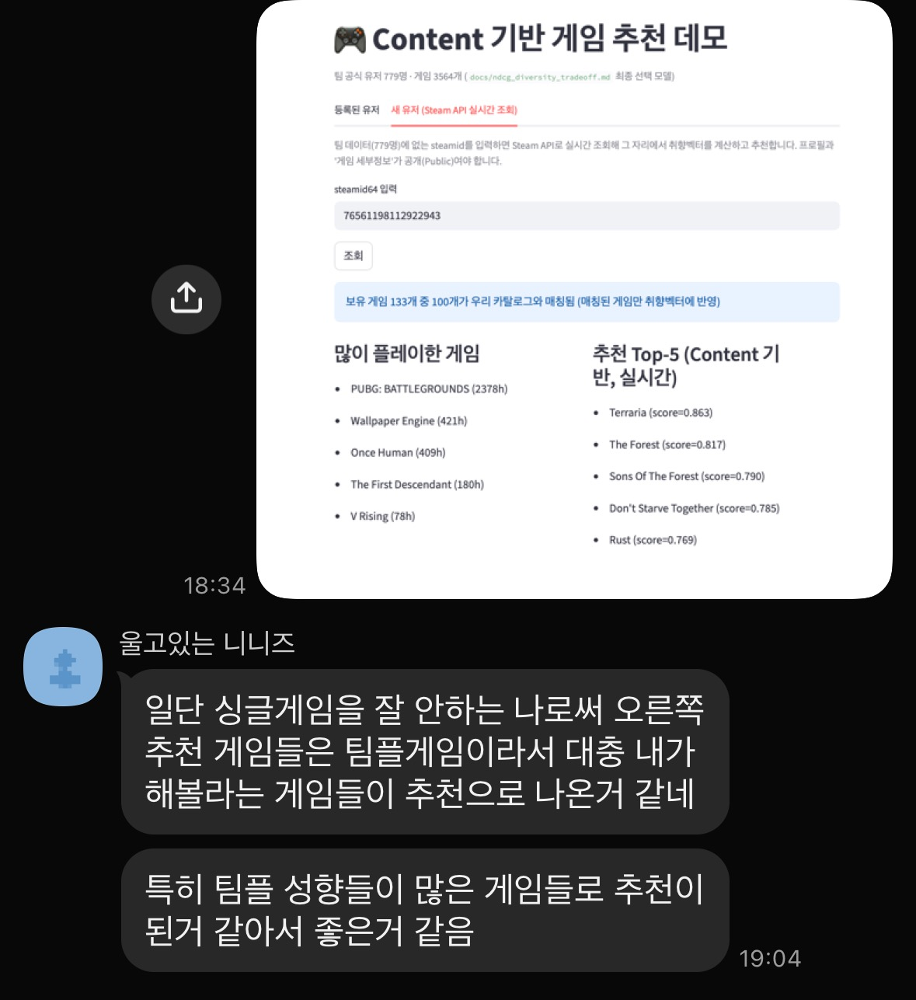 Content 기반 게임 추천 데모
팀 공식 유저 779명 · 게임 3564개 ( docs/ndcg_diversity_tradeoff.md 최종 선택 모델)
등록된 유저 새 유저 (Steam API 실시간 조회)
팀 데이터(779명)에 없는 steamid를 입력하면 Steam API로 실시간 조회해 그 자리에서 취향벡터를 계산하고 추천합니다. 프로필과
'게임 세부정보'가 공개(Public)여야 합니다.
steamid64 입력
76561198112922943
조회
보유 게임 133개 중 100개가 우리 카탈로그와 매칭됨 (매칭된 게임만 취향벡터에 반영)
많이 플레이한 게임
• PUBG: BATTLEGROUNDS (2378h)
• Wallpaper Engine (421h)
• Once Human (409h)
• The First Descendant (180h)
• V Rising (78h)
추천 Top-5 (Content 기
반, 실시간)
• Terraria (score=0.863)
• The Forest (score=0.817)
• Sons Of The Forest (score=0.790)
• Don't Starve Together (score=0.785)
• Rust (score=0.769)
18:34
울고있는 니니즈
일단 싱글게임을 잘 안하는 나로써 오른쪽
추천 게임들은 팀플게임이라서 대충 내가
해볼라는 게임들이 추천으로 나온거 같네
특히 팀플 성향들이 많은 게임들로 추천이
된거 같아서 좋은거 같음
19:04